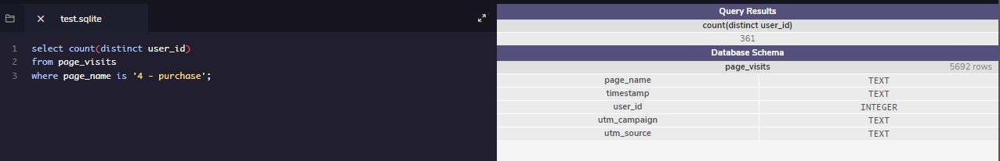 test.sqlite
1 select count(distinct user_id)
2 from page_visits
3 where page_name is '4 - purchase';
Query Results
count(distinct user_id)
361
Database Schema
page_visits 5692 rows
page_name TEXT
timestamp TEXT
user_id INTEGER
utm_campaign TEXT
utm_source TEXT